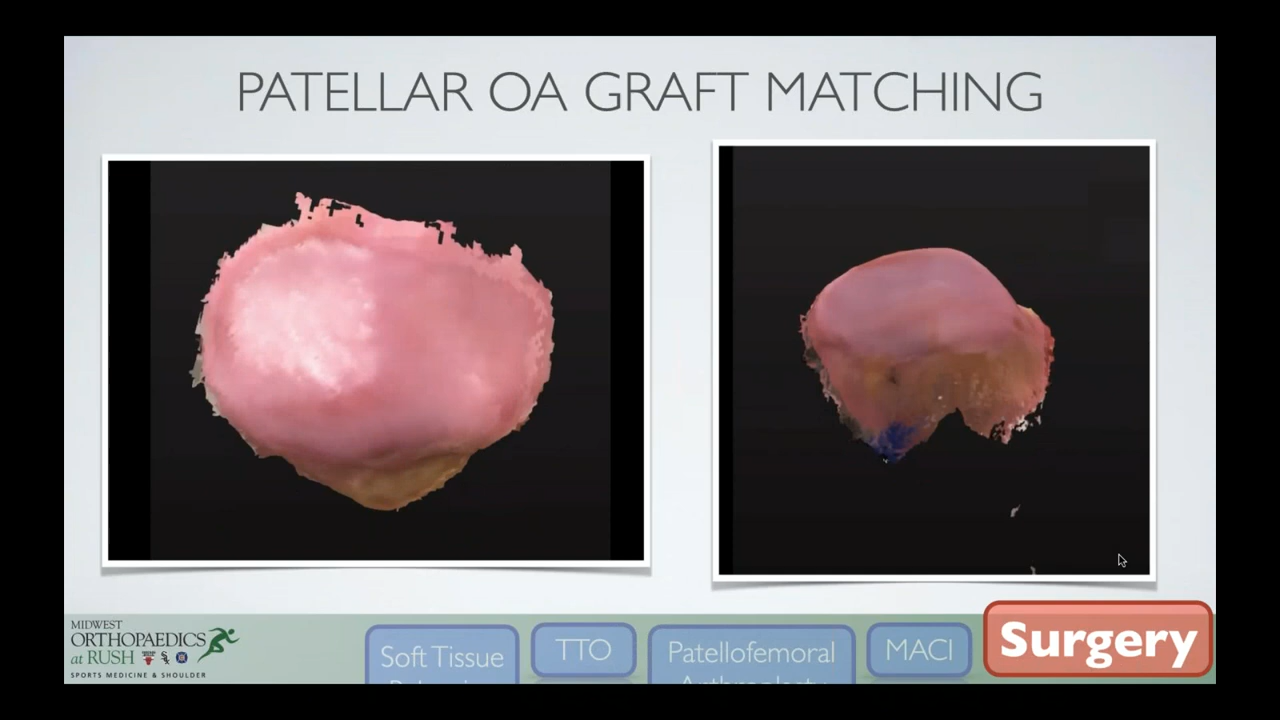 PATELLAR OA GRAFT MATCHING
MIDWEST
ORTHOPAEDICS
at RUSH
SPORTS MEDICINE & SHOULDER
Soft Tissue
TTO
Patellofemoral
MACI
Surgery